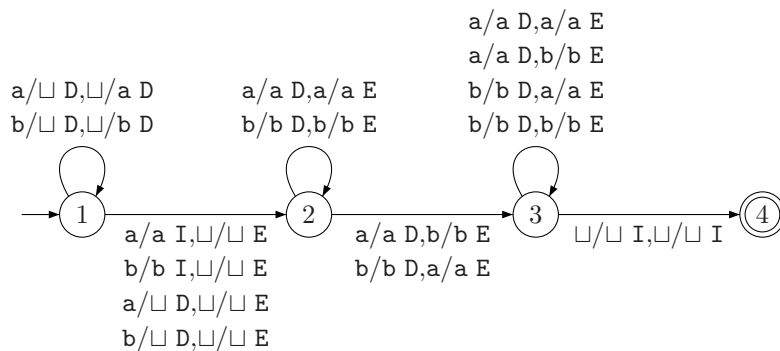 a/a D,a/a E
a/a D,b/b E
b/b D,a/a E
b/b D,b/b E
a/⊔ D,⊔/a D
b/⊔ D,⊔/b D
a/a D,a/a E
b/b D,b/b E
1
2
3
4
a/a I,⊔/⊔ E
b/b I,⊔/⊔ E
a/⊔ D,⊔/⊔ E
b/⊔ D,⊔/⊔ E
a/a D,b/b E
b/b D,a/a E
⊔/⊔ I,⊔/⊔ I